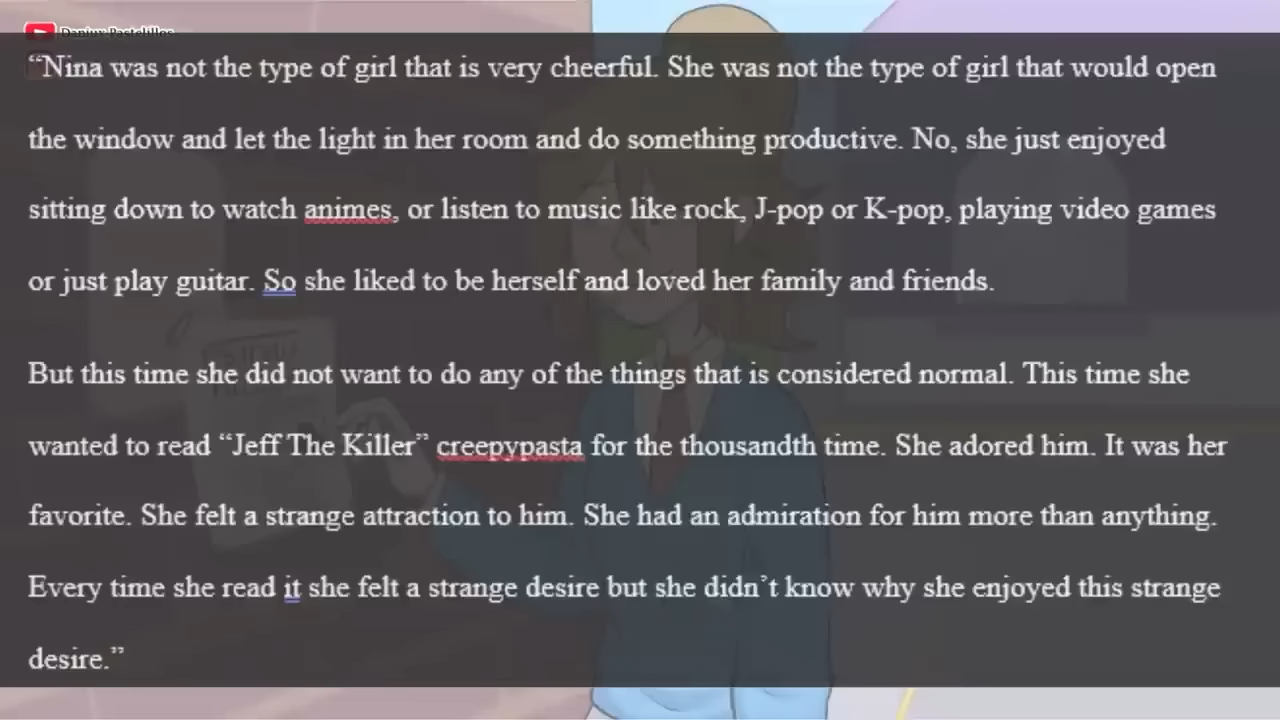 Daniux Pastelitos
“Nina was not the type of girl that is very cheerful. She was not the type of girl that would open
the window and let the light in her room and do something productive. No, she just enjoyed
sitting down to watch animes, or listen to music like rock, J-pop or K-pop, playing video games
or just play guitar. So she liked to be herself and loved her family and friends.
But this time she did not want to do any of the things that is considered normal. This time she
wanted to read “Jeff The Killer” creepypasta for the thousandth time. She adored him. It was her
favorite. She felt a strange attraction to him. She had an admiration for him more than anything.
Every time she read it she felt a strange desire but she didn’t know why she enjoyed this strange
desire.”